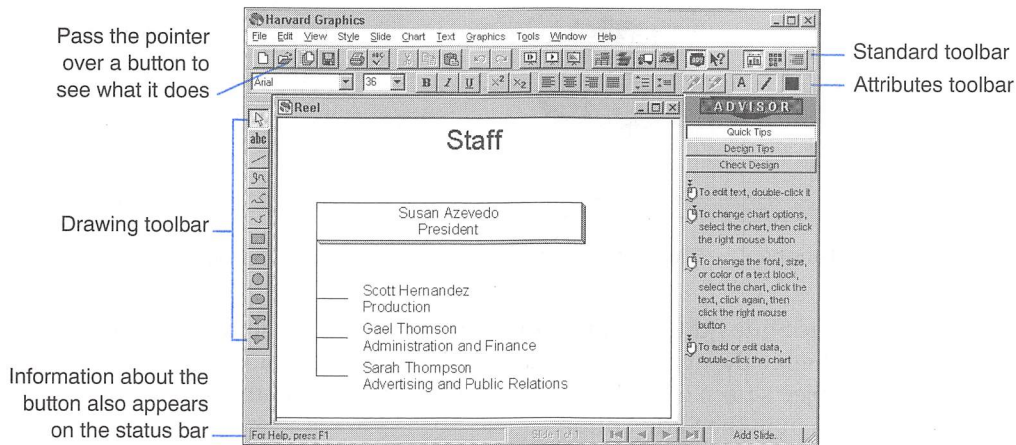 Pass the pointer
over a button to
see what it does
Drawing toolbar
Information about the
button also appears
on the status bar
Standard toolbar
Attributes toolbar
Harvard Graphics
File Edit View Style Slide Chart Text Graphics Tools Window Help
Arial 36 B I U x² x₂ A
abc
Reel
Staff
Susan Azevedo
President
Scott Hernandez
Production
Gael Thomson
Administration and Finance
Sarah Thompson
Advertising and Public Relations
ADVISOR
Quick Tips
Design Tips
Check Design
To edit text, double-click it
To change chart options,
select the chart, then click
the right mouse button
To change the font, size,
or color of a text block,
select the chart, click the
text, click again, then
click the right mouse
button
To add or edit data,
double-click the chart
For Help, press F1
Slide 1 of 1
Add Slide.